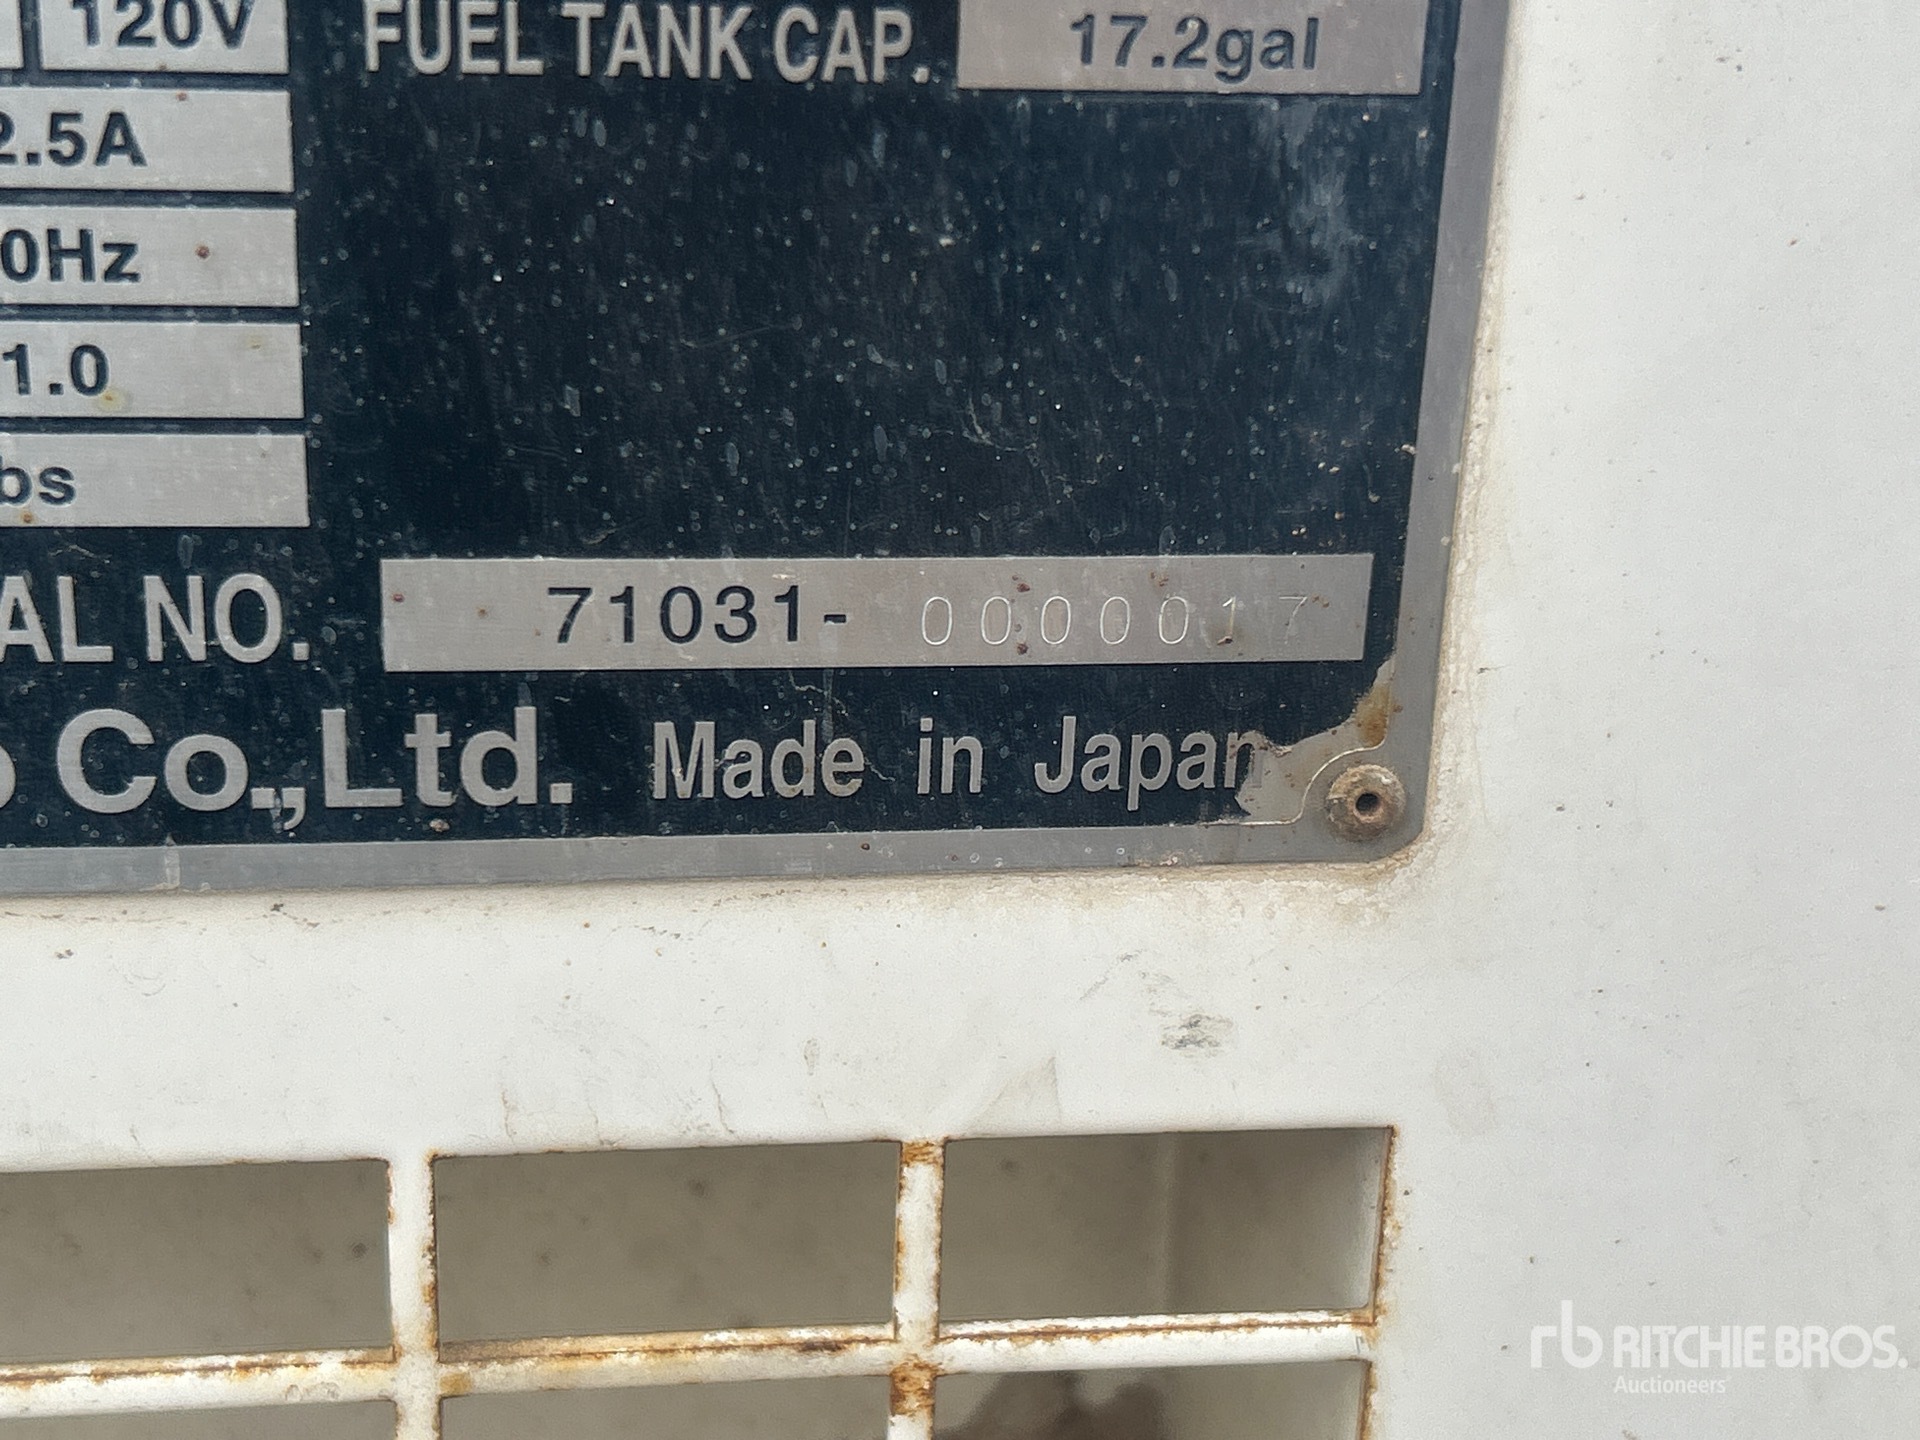 120V FUEL TANK CAP. 17.2gal
2.5A
0Hz
1.0
bs
AL NO. 71031- 0000017
Co.,Ltd. Made in Japan
rb RITCHIE BROS.
Auctioneers